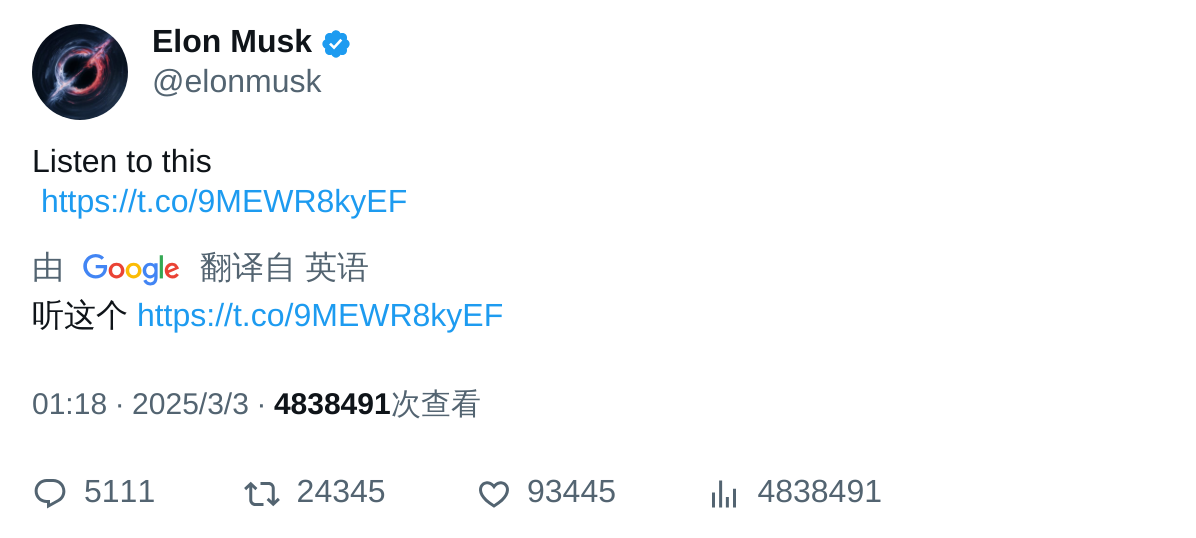 Elon Musk
@elonmusk
Listen to this
https://t.co/9MEWR8kyEF
由 Google 翻译自 英语
听这个 https://t.co/9MEWR8kyEF
01:18 · 2025/3/3 · 4838491次查看
5111 24345 93445 4838491